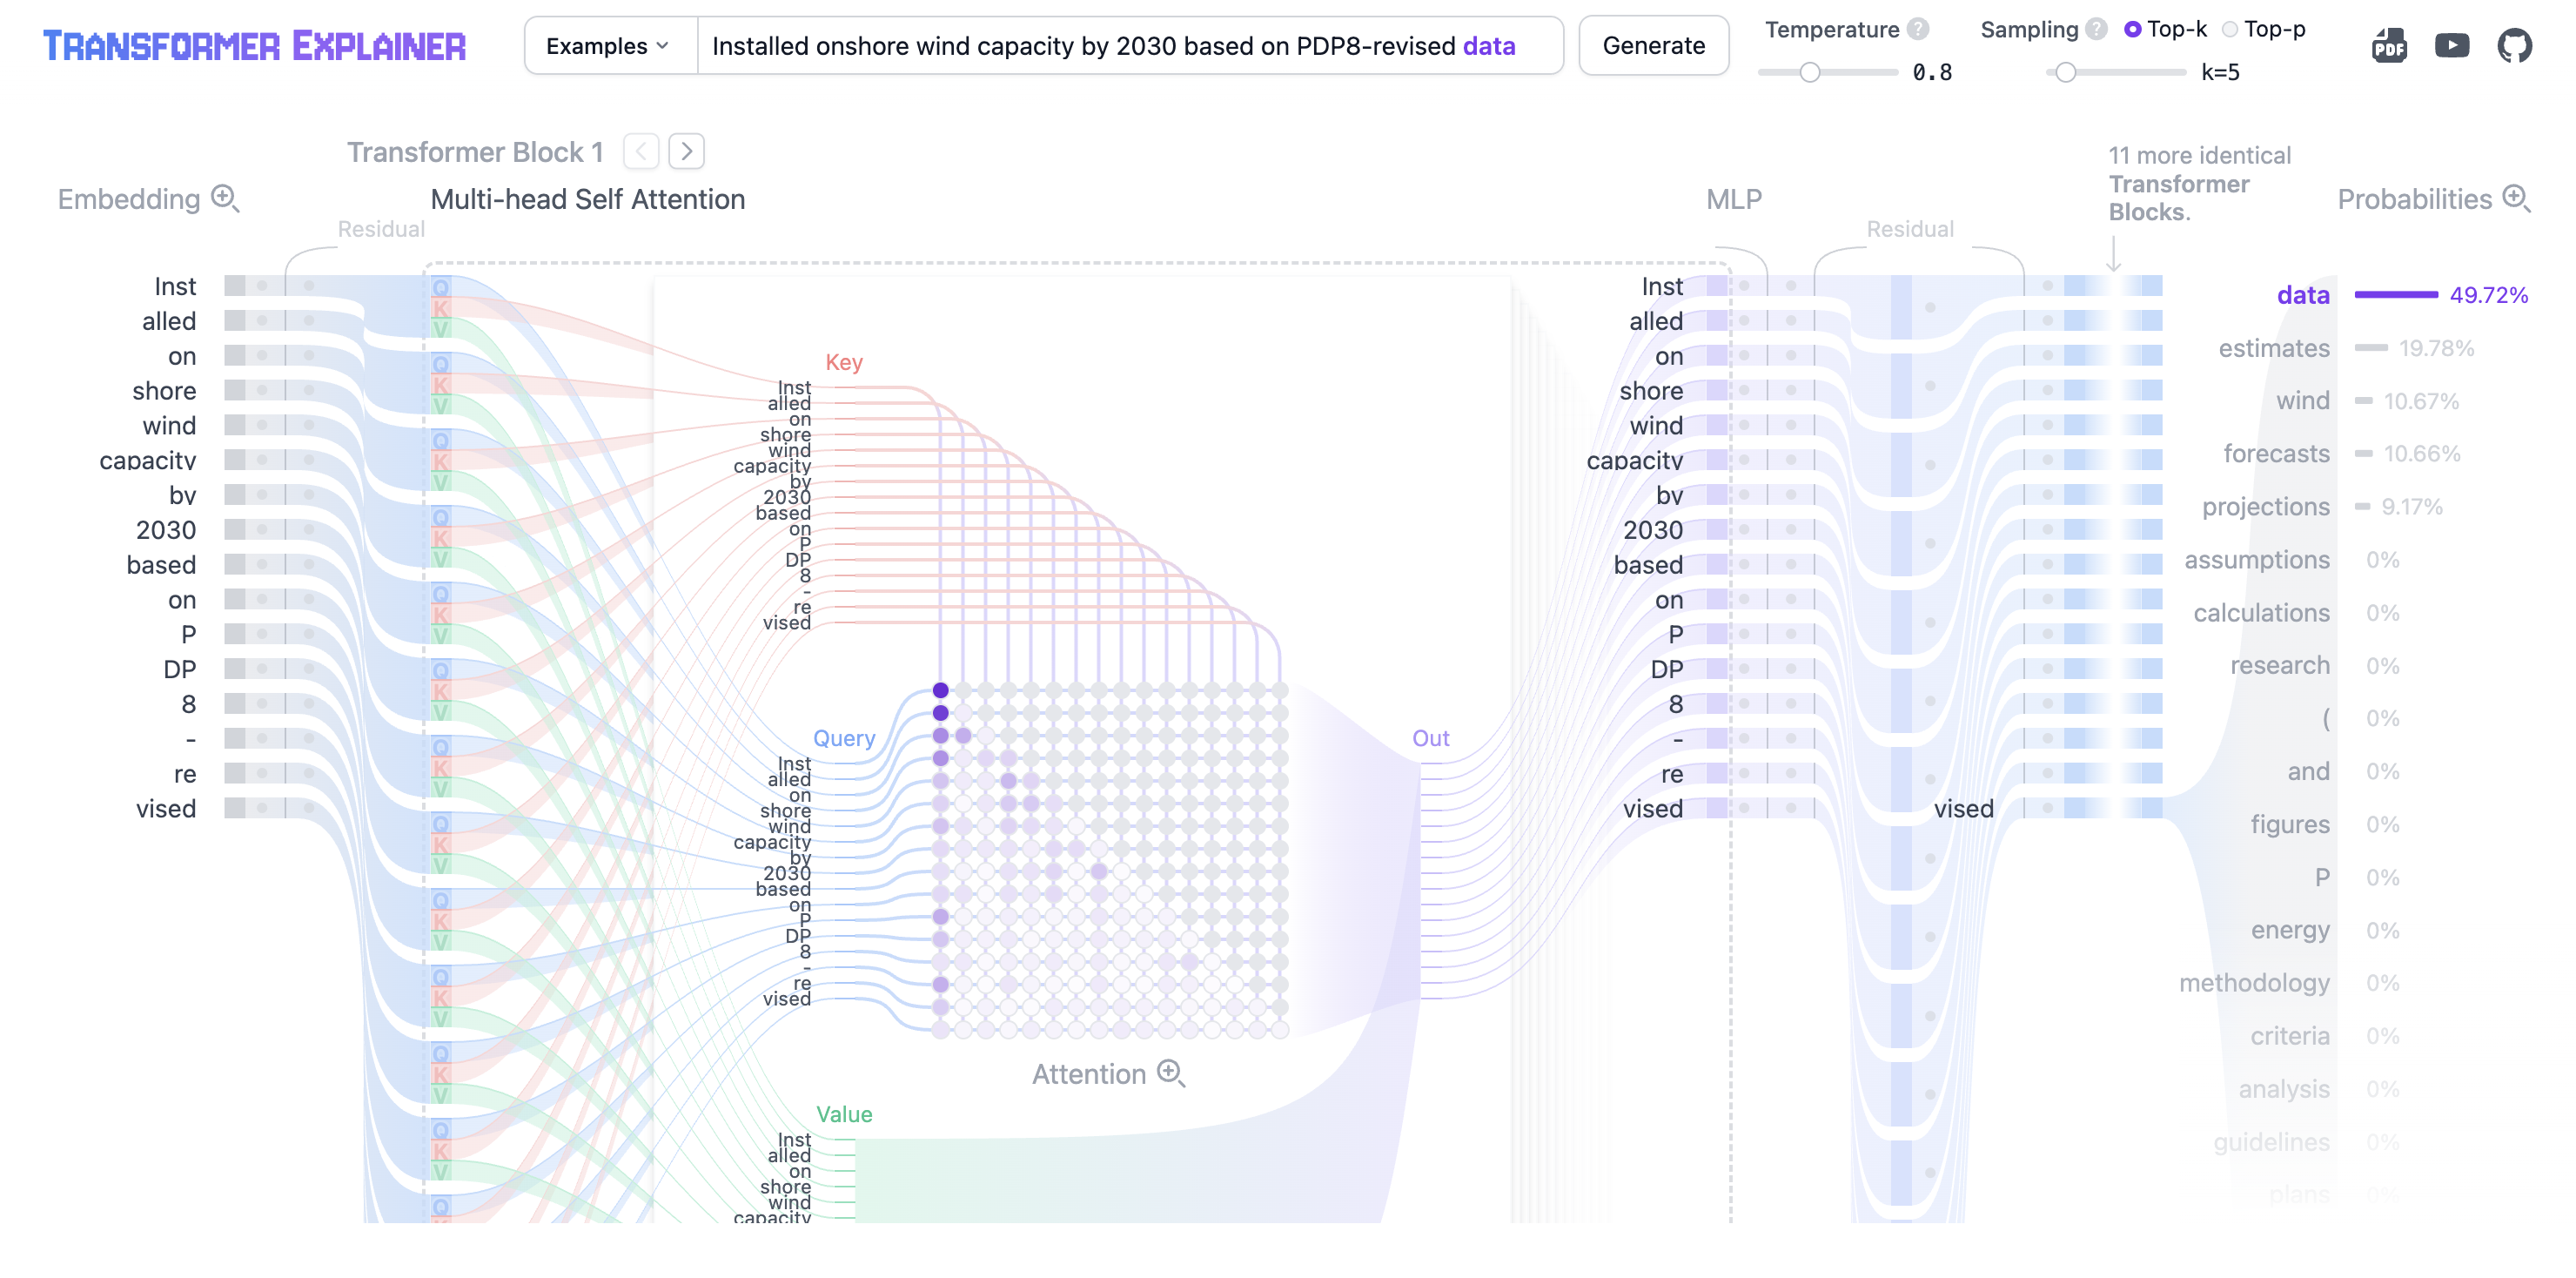 TRANSFORMER EXPLAINER
Examples
Installed onshore wind capacity by 2030 based on PDP8-revised data
Generate
Temperature ?
0.8
Sampling ? Top-k Top-p
k=5
PDF
Transformer Block 1
Embedding
Residual
Multi-head Self Attention
MLP
Residual
11 more identical
Transformer
Blocks.
Probabilities
Inst
alled
on
shore
wind
capacity
by
2030
based
on
P
DP
8
-
re
vised
Q
K
V
Q
K
V
Q
K
V
Q
K
V
Q
K
V
Q
K
V
Q
K
V
Q
K
V
Q
K
V
Q
K
V
Q
K
V
Q
K
V
Q
K
Key
Inst
alled
on
shore
wind
capacity
by
2030
based
on
P
DP
8
-
re
vised
Query
Inst
alled
on
shore
wind
capacity
by
2030
based
on
P
DP
8
-
re
vised
Attention
Value
Inst
alled
on
shore
wind
capacity
Out
Inst
alled
on
shore
wind
capacity
by
2030
based
on
P
DP
8
-
re
vised
vised
data 49.72%
estimates 19.78%
wind 10.67%
forecasts 10.66%
projections 9.17%
assumptions 0%
calculations 0%
research 0%
( 0%
and 0%
figures 0%
P 0%
energy 0%
methodology 0%
criteria 0%
analysis 0%
guidelines 0%
plans 0%